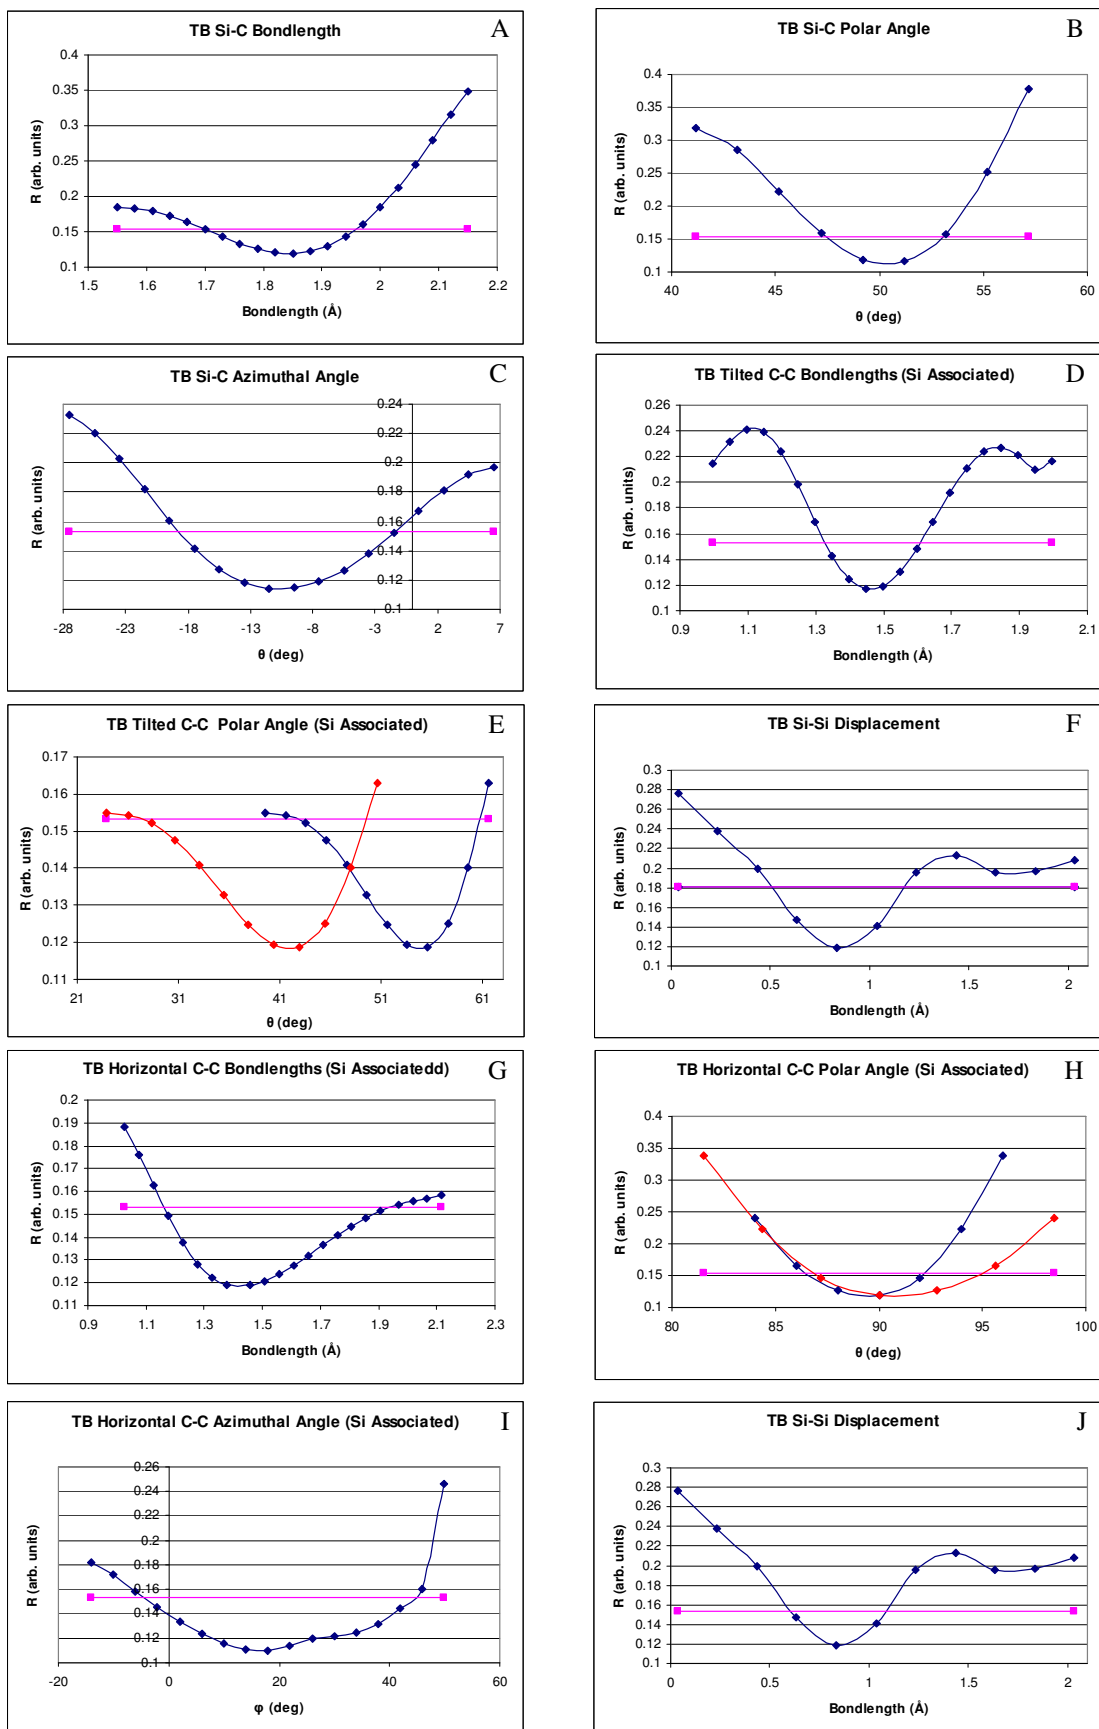 TB Si-C Bondlength A
0.4
0.35
0.3
0.25
0.2
0.15
0.1
R (arb. units)
1.5 1.6 1.7 1.8 1.9 2 2.1 2.2
Bondlength (Å)
TB Si-C Polar Angle B
0.4
0.35
0.3
0.25
0.2
0.15
0.1
R (arb. units)
40 45 50 55 60
θ (deg)
TB Si-C Azimuthal Angle C
0.24
0.22
0.2
0.18
0.16
0.14
0.12
0.1
R (arb. units)
-28 -23 -18 -13 -8 -3 2 7
θ (deg)
TB Tilted C-C Bondlengths (Si Associated) D
0.26
0.24
0.22
0.2
0.18
0.16
0.14
0.12
0.1
R (arb. units)
0.9 1.1 1.3 1.5 1.7 1.9 2.1
Bondlength (Å)
TB Tilted C-C Polar Angle (Si Associated) E
0.17
0.16
0.15
0.14
0.13
0.12
0.11
R (arb. units)
21 31 41 51 61
θ (deg)
TB Si-Si Displacement F
0.3
0.28
0.26
0.24
0.22
0.2
0.18
0.16
0.14
0.12
0.1
R (arb. units)
0 0.5 1 1.5 2
Bondlength (Å)
TB Horizontal C-C Bondlengths (Si Associatedd) G
0.2
0.19
0.18
0.17
0.16
0.15
0.14
0.13
0.12
0.11
R (arb. units)
0.9 1.1 1.3 1.5 1.7 1.9 2.1 2.3
Bondlength (Å)
TB Horizontal C-C Polar Angle (Si Associated) H
0.4
0.35
0.3
0.25
0.2
0.15
0.1
R (arb. units)
80 85 90 95 100
θ (deg)
TB Horizontal C-C Azimuthal Angle (Si Associated) I
0.26
0.24
0.22
0.2
0.18
0.16
0.14
0.12
0.1
R (arb. units)
-20 0 20 40 60
φ (deg)
TB Si-Si Displacement J
0.3
0.28
0.26
0.24
0.22
0.2
0.18
0.16
0.14
0.12
0.1
R (arb. units)
0 0.5 1 1.5 2
Bondlength (Å)